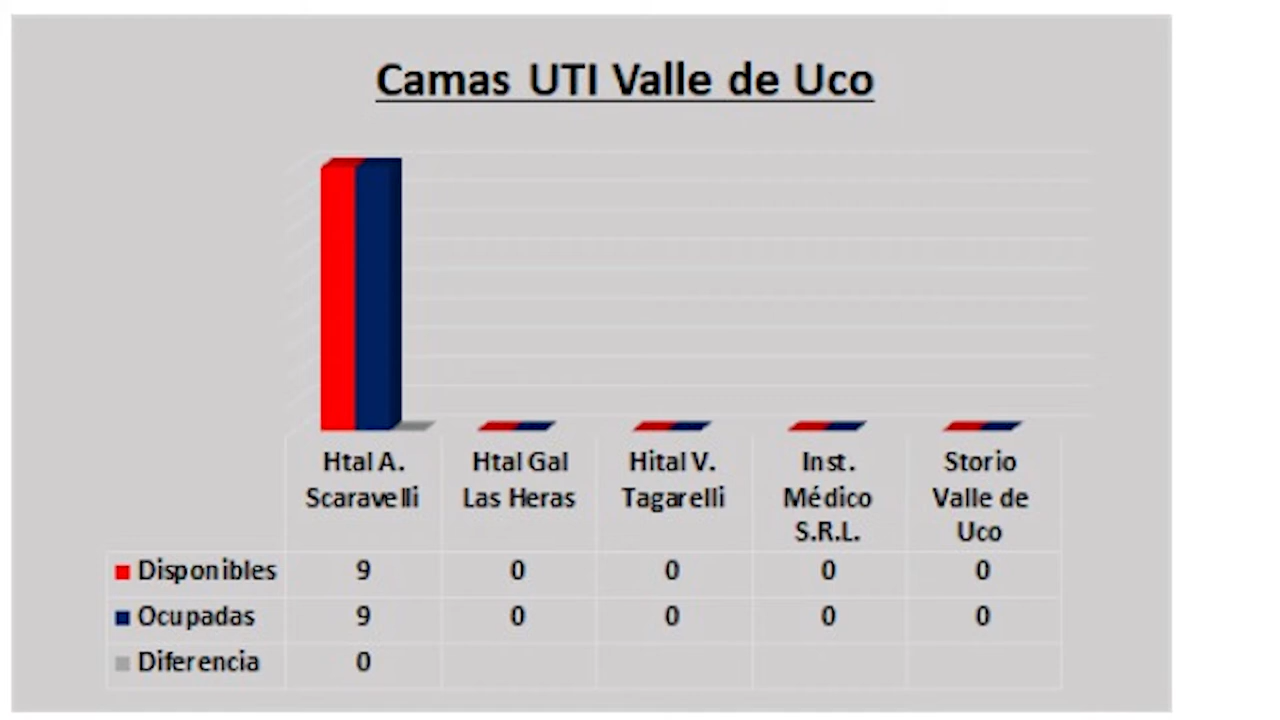 Camas UTI Valle de Uco
Htal A. Scaravelli
Htal Gal Las Heras
Hital V. Tagarelli
Inst. Médico S.R.L.
Storio Valle de Uco
Disponibles 9 0 0 0 0
Ocupadas 9 0 0 0 0
Diferencia 0